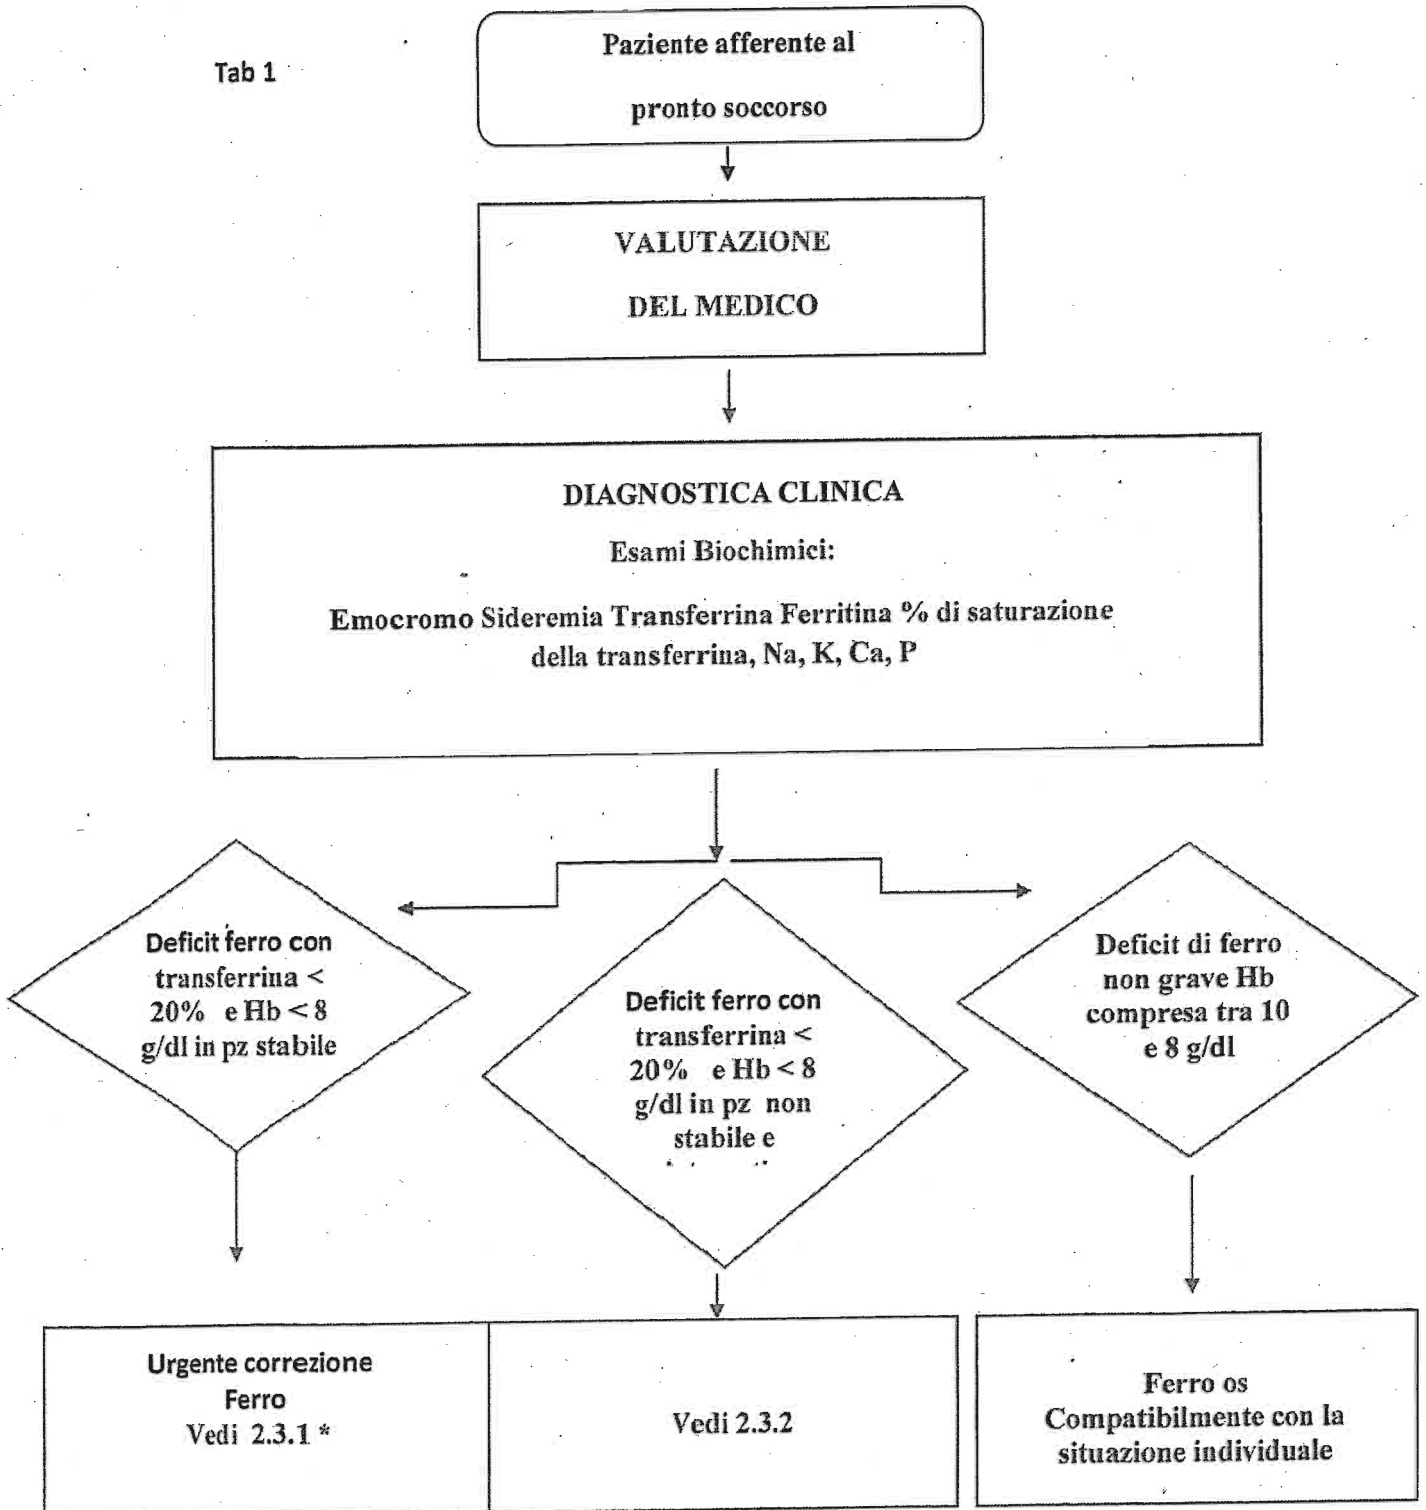 Tab 1
Paziente afferente al
pronto soccorso
VALUTAZIONE
DEL MEDICO
DIAGNOSTICA CLINICA
Esami Biochimici:
Emocromo Sideremia Transferrina Ferritina % di saturazione
della transferrina, Na, K, Ca, P
Deficit ferro con
transferrina <
20% e Hb < 8
g/dl in pz stabile
Deficit ferro con
transferrina <
20% e Hb < 8
g/dl in pz non
stabile e
Deficit di ferro
non grave Hb
compresa tra 10
e 8 g/dl
Urgente correzione
Ferro
Vedi 2.3.1 *
Vedi 2.3.2
Ferro os
Compatibilmente con la
situazione individuale